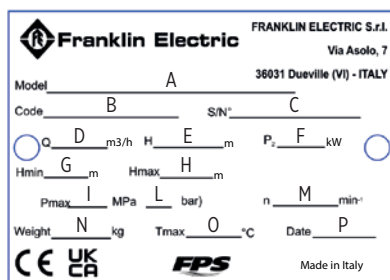 Franklin Electric
FRANKLIN ELECTRIC S.r.l.
Via Asolo, 7
36031 Dueville (VI) - ITALY
Model A
Code B S/N° C
Q D m3/h H E m P₂ F kW
Hmin G m Hmax H m
Pmax I MPa L bar) n M min⁻¹
Weight N kg Tmax O °C Date P
CE UK CA FPS Made in Italy